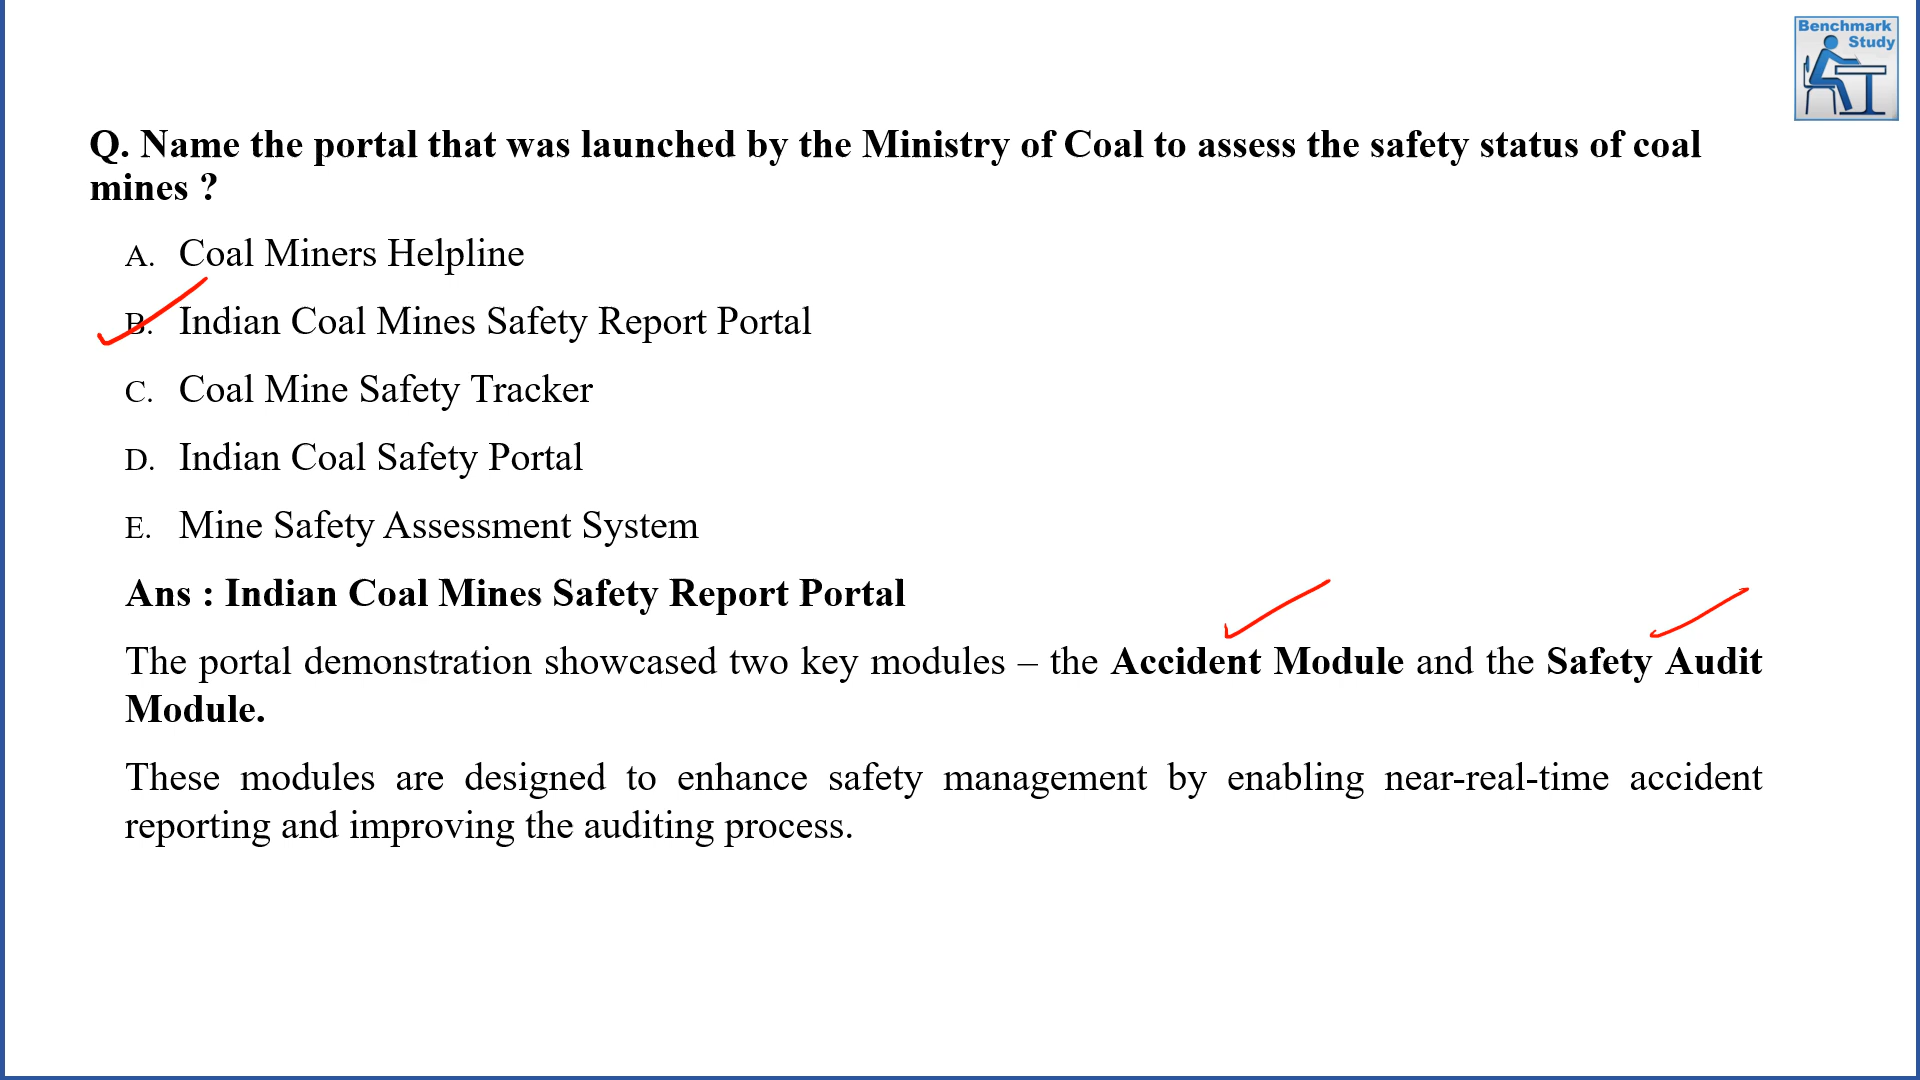 Benchmark
Study
Q. Name the portal that was launched by the Ministry of Coal to assess the safety status of coal
mines ?
A. Coal Miners Helpline
B. Indian Coal Mines Safety Report Portal
C. Coal Mine Safety Tracker
D. Indian Coal Safety Portal
E. Mine Safety Assessment System
Ans : Indian Coal Mines Safety Report Portal
The portal demonstration showcased two key modules – the Accident Module and the Safety Audit
Module.
These modules are designed to enhance safety management by enabling near-real-time accident
reporting and improving the auditing process.